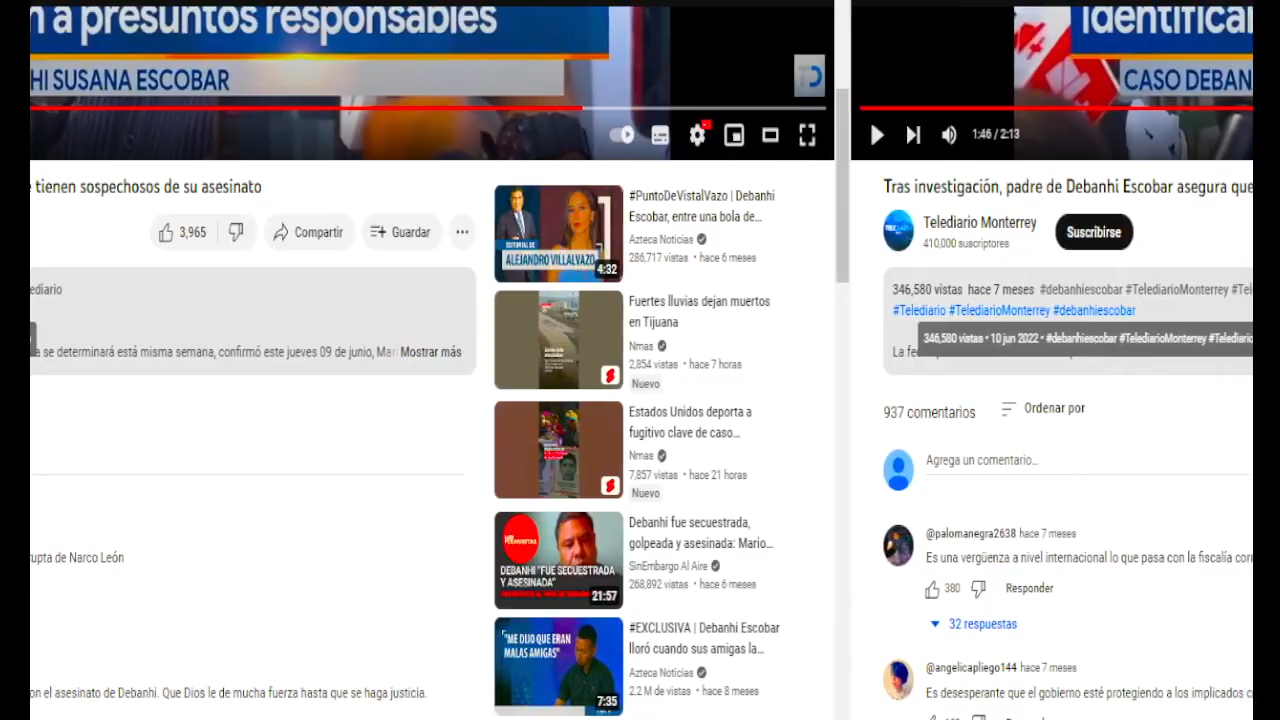 n a presuntos responsables
HI SUSANA ESCOBAR
tienen sospechosos de su asesinato
3,965
Compartir
Guardar
ediario
a se determinará está misma semana, confirmó este jueves 09 de junio, Mar Mostrar más
rupta de Narco León
on el asesinato de Debanhi. Que Dios le de mucha fuerza hasta que se haga justicia.
EDITORIAL DE
ALEJANDRO VILLALVAZO
4:32
#PuntoDeVistalVazo | Debanhi
Escobar, entre una bola de...
Azteca Noticias
286,717 vistas • hace 6 meses
Fuertes lluvias dejan muertos
en Tijuana
Nmas
2,854 vistas • hace 7 horas
Nuevo
Estados Unidos deporta a
fugitivo clave de caso...
Nmas
7,857 vistas • hace 21 horas
Nuevo
DEBANHI "FUE SECUESTRADA
Y ASESINADA"
21:57
Debanhi fue secuestrada,
golpeada y asesinada: Mario...
SinEmbargo Al Aire
268,892 vistas • hace 6 meses
"ME DIJO QUE ERAN
MALAS AMIGAS"
7:35
#EXCLUSIVA | Debanhi Escobar
lloró cuando sus amigas la...
Azteca Noticias
2.2 M de vistas • hace 8 meses
Identificar
CASO DEBAN
1:46 / 2:13
Tras investigación, padre de Debanhi Escobar asegura que
Telediario Monterrey
410,000 suscriptores
Suscribirse
346,580 vistas hace 7 meses #debanhiescobar #TelediarioMonterrey #Tel
#Telediario #TelediarioMonterrey #debanhiescobar
346,580 vistas • 10 jun 2022 • #debanhiescobar #TelediarioMonterrey #Telediario
La fe
937 comentarios
Ordenar por
Agrega un comentario...
@palomanegra2638 hace 7 meses
Es una vergüenza a nivel internacional lo que pasa con la fiscalía corr
380
Responder
32 respuestas
@angelicapliego144 hace 7 meses
Es desesperante que el gobierno esté protegiendo a los implicados c